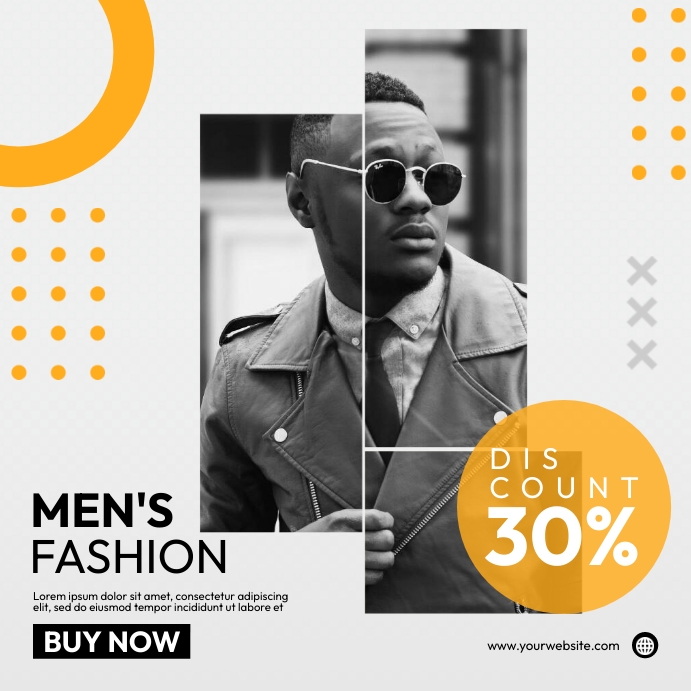 MEN'S
FASHION
Lorem ipsum dolor sit amet, consectetur adipiscing
elit, sed do eiusmod tempor incididunt ut labore et
BUY NOW
DIS
COUNT
30%
www.yourwebsite.com